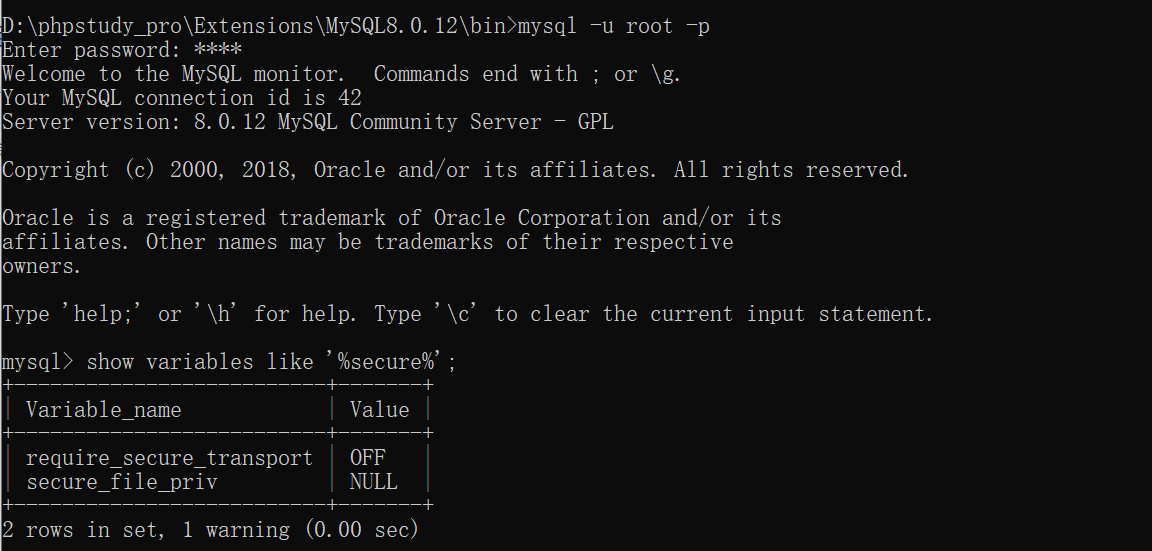 D:\phpstudy_pro\Extensions\MySQL8.0.12\bin>mysql -u root -p
Enter password: ****
Welcome to the MySQL monitor.  Commands end with ; or \g.
Your MySQL connection id is 42
Server version: 8.0.12 MySQL Community Server - GPL
Copyright (c) 2000, 2018, Oracle and/or its affiliates. All rights reserved.
Oracle is a registered trademark of Oracle Corporation and/or its
affiliates. Other names may be trademarks of their respective
owners.
Type 'help;' or '\h' for help. Type '\c' to clear the current input statement.
mysql> show variables like '%secure%';
+--------------------------+-------+
| Variable_name            | Value |
+--------------------------+-------+
| require_secure_transport | OFF   |
| secure_file_priv         | NULL  |
+--------------------------+-------+
2 rows in set, 1 warning (0.00 sec)